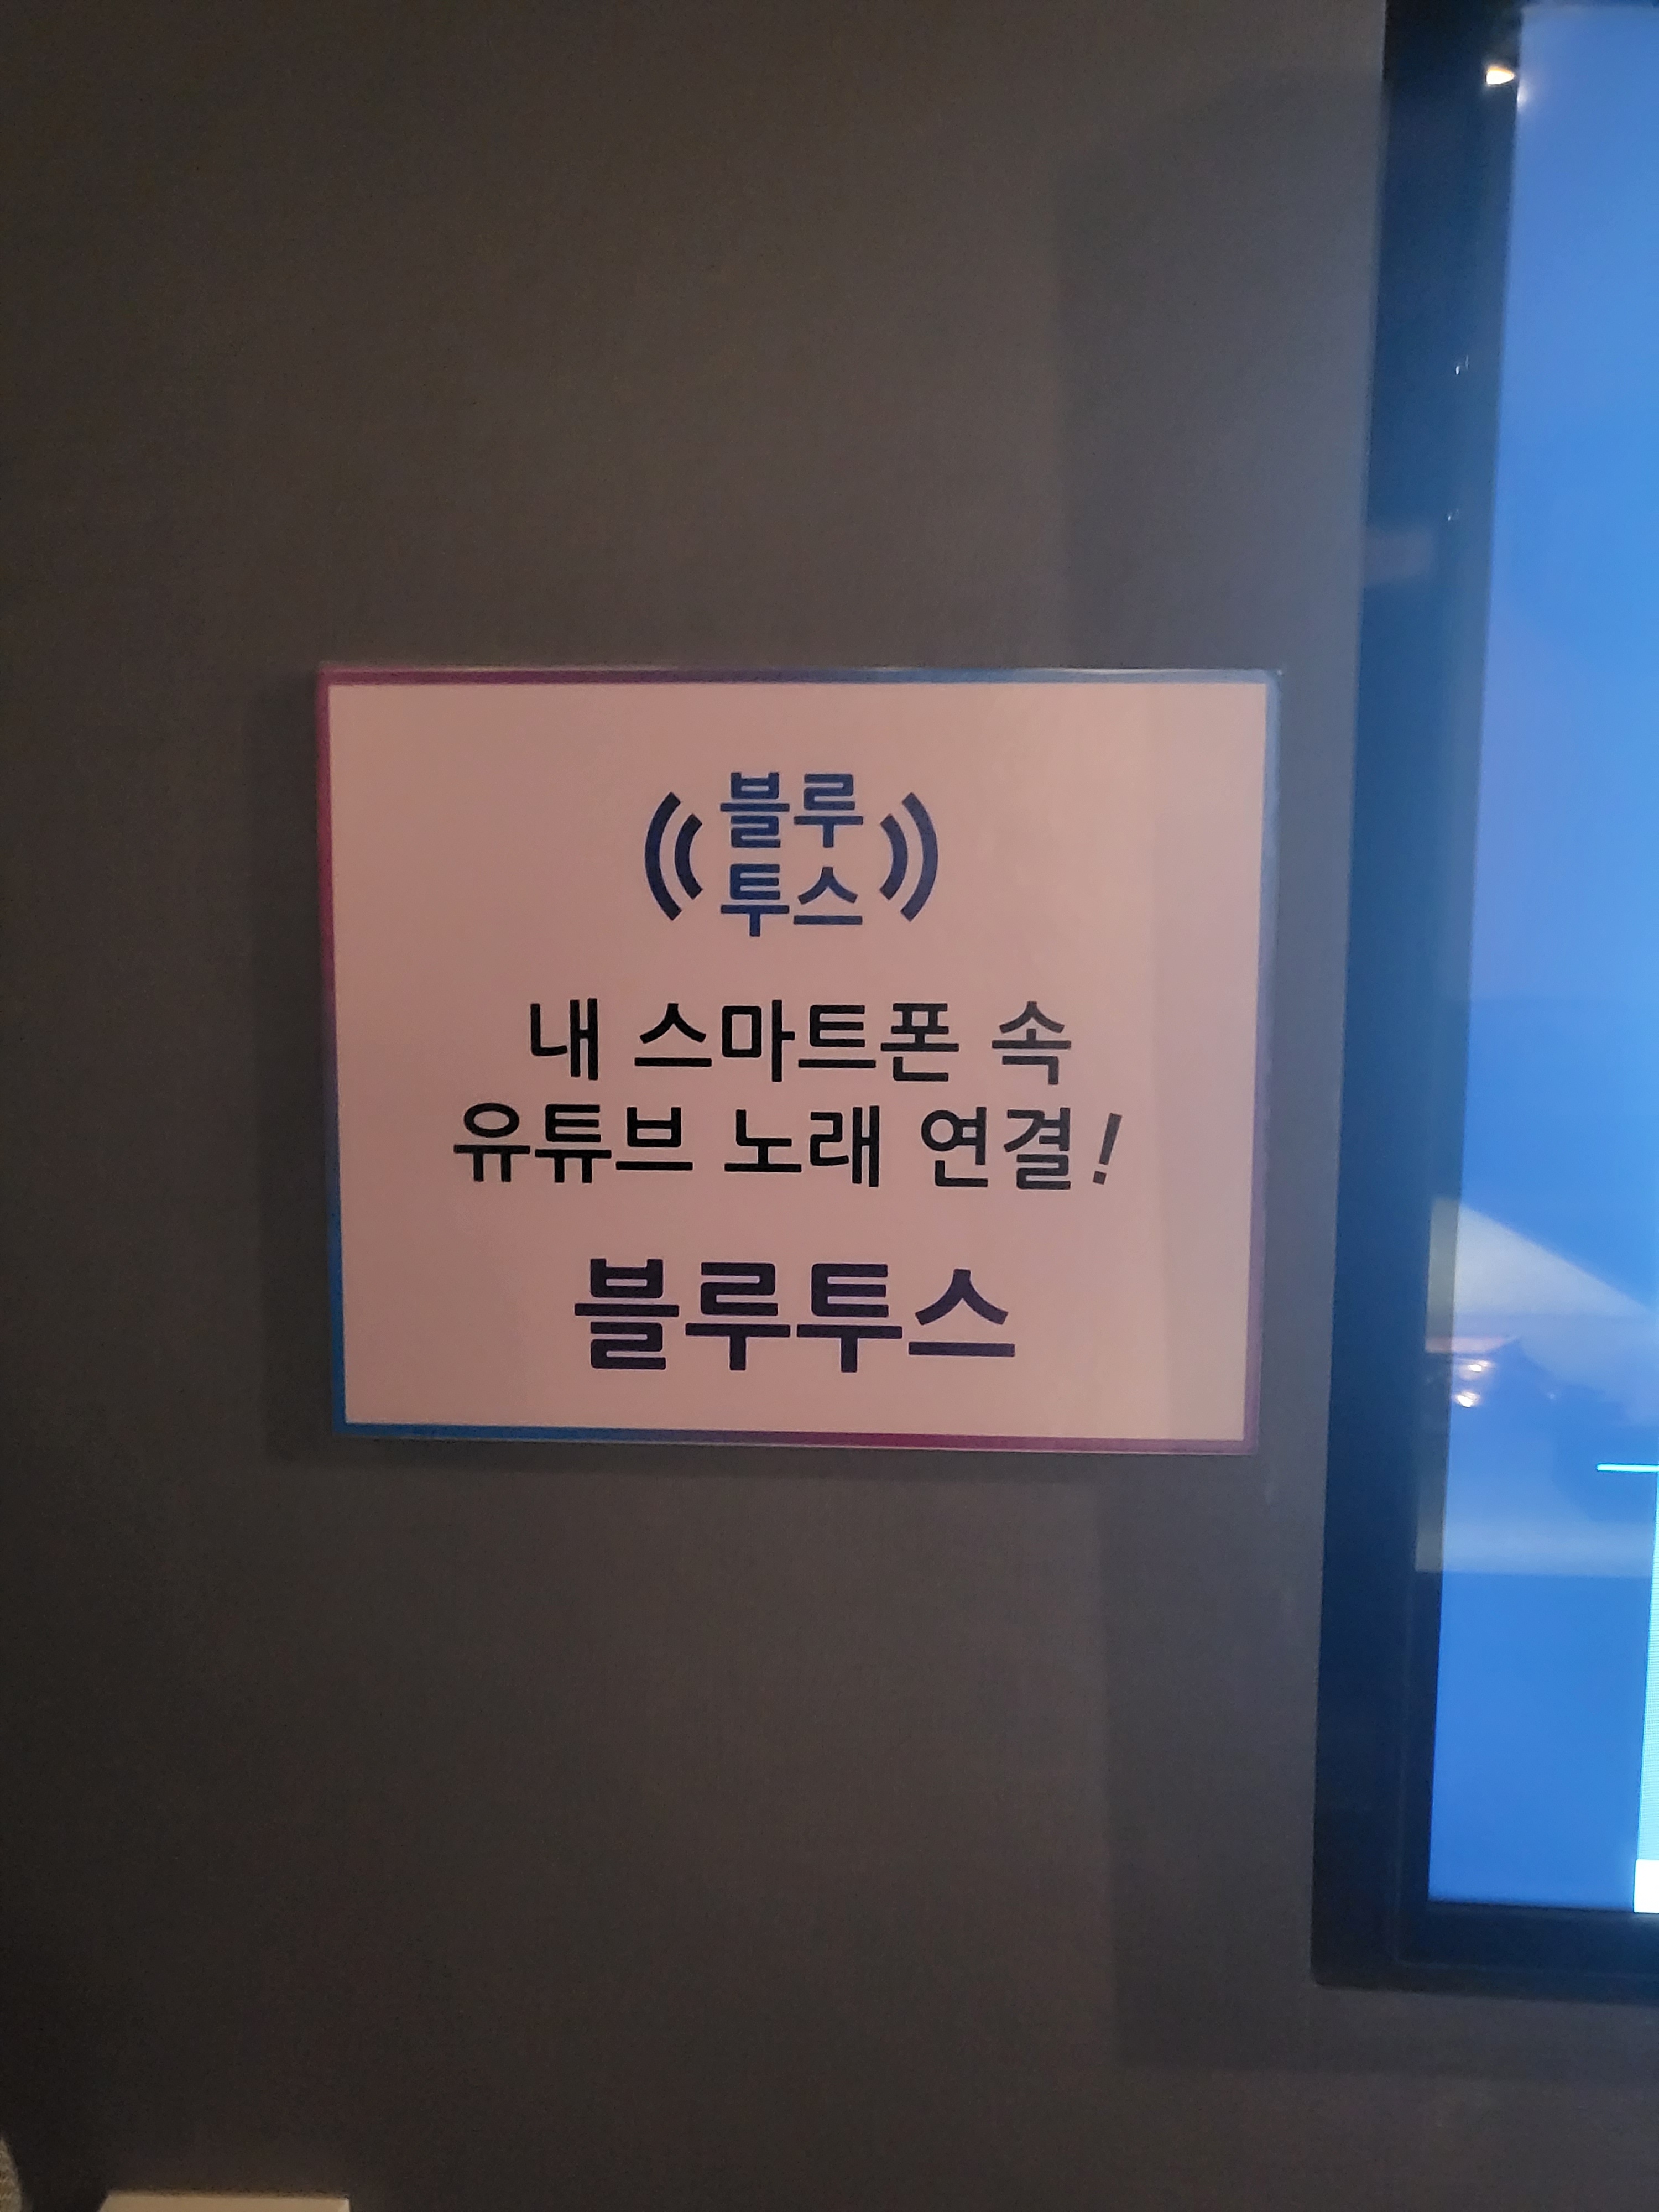 블루
투스
내 스마트폰 속
유튜브 노래 연결!
블루투스